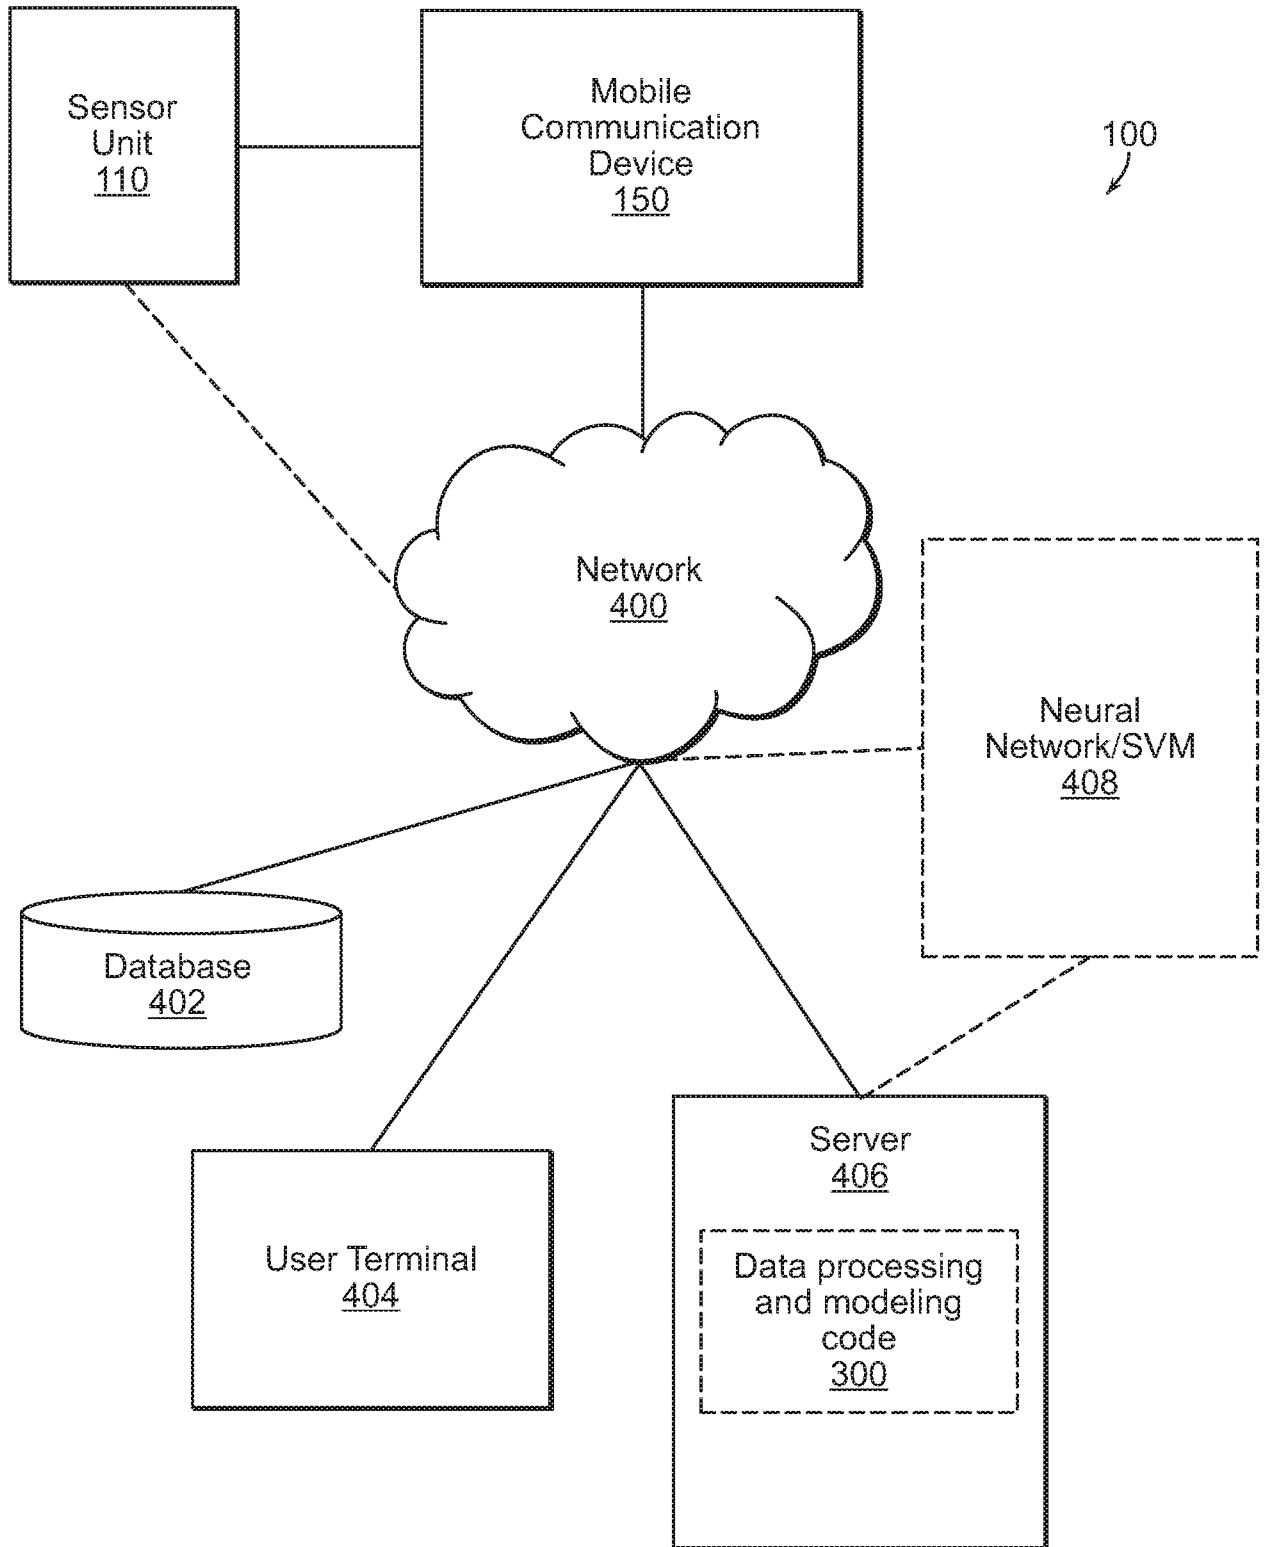 Sensor
Unit
110
Mobile
Communication
Device
150
100
Network
400
Neural
Network/SVM
408
Database
402
Server
406
User Terminal
404
Data processing
and modeling
code
300